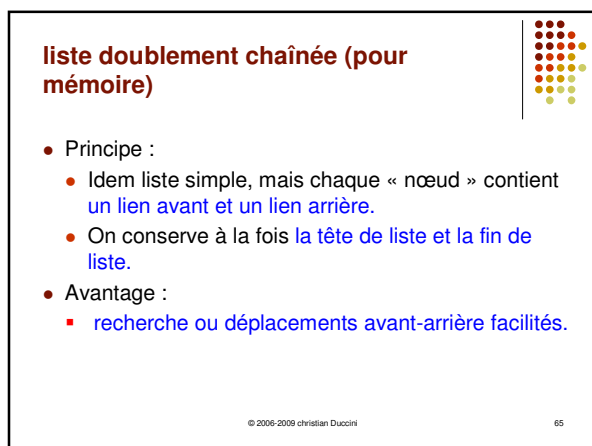 liste doublement chaînée (pour
mémoire)
Principe :
Idem liste simple, mais chaque « nœud » contient
un lien avant et un lien arrière.
On conserve à la fois la tête de liste et la fin de
liste.
Avantage :
recherche ou déplacements avant-arrière facilités.
© 2006-2009 christian Duccini
65